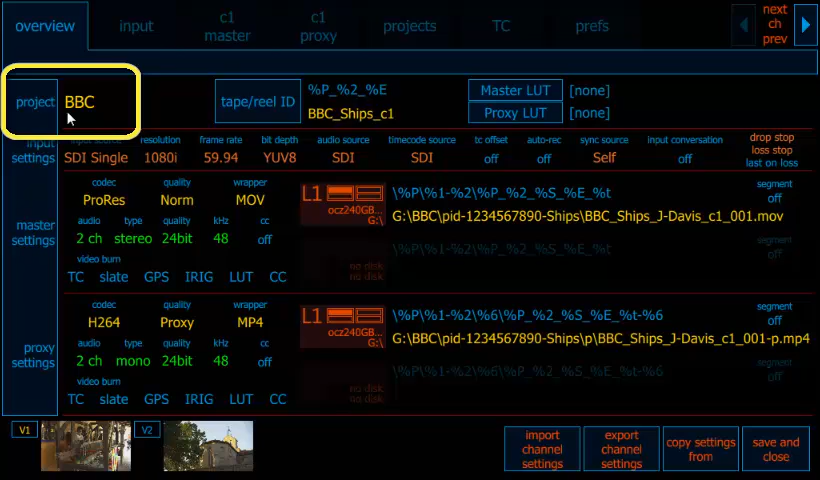 overview
input
c1
master
c1
proxy
projects
TC
prefs
next
ch
prev
project
BBC
tape/reel ID
%P_%2_%E
BBC_Ships_c1
Master LUT
[none]
Proxy LUT
[none]
input
settings
input source
SDI Single
resolution
1080i
frame rate
59.94
bit depth
YUV8
audio source
SDI
timecode source
SDI
tc offset
off
auto-rec
off
sync source
Self
input conversation
off
drop stop
loss stop
last on loss
master
settings
codec
ProRes
quality
Norm
wrapper
MOV
audio
2 ch
type
stereo
24bit
quality
kHz
48
cc
off
video burn
TC slate GPS IRIG LUT CC
L1
ocz240GB...
G:\
\%P\%1-%2\%P_%2_%S_%E_%t
G:\BBC\pid-1234567890-Ships\BBC_Ships_J-Davis_c1_001.mov
segment
off
no disk
no disk
\%P\%1-%2\%P_%2_%S_%E_%t
segment
off
proxy
settings
codec
H264
quality
Proxy
wrapper
MP4
audio
2 ch
type
mono
quality
24bit
kHz
48
cc
off
video burn
TC slate GPS IRIG LUT CC
L1
ocz240GB...
G:\
\%P\%1-%2\%6\%P_%2_%S_%E_%t-%6
G:\BBC\pid-1234567890-Ships\p\BBC_Ships_J-Davis_c1_001-p.mp4
segment
off
no disk
no disk
\%P\%1-%2\%6\%P_%2_%S_%E_%t-%6
segment
off
V1
V2
import
channel
settings
export
channel
settings
copy settings
from
save and
close